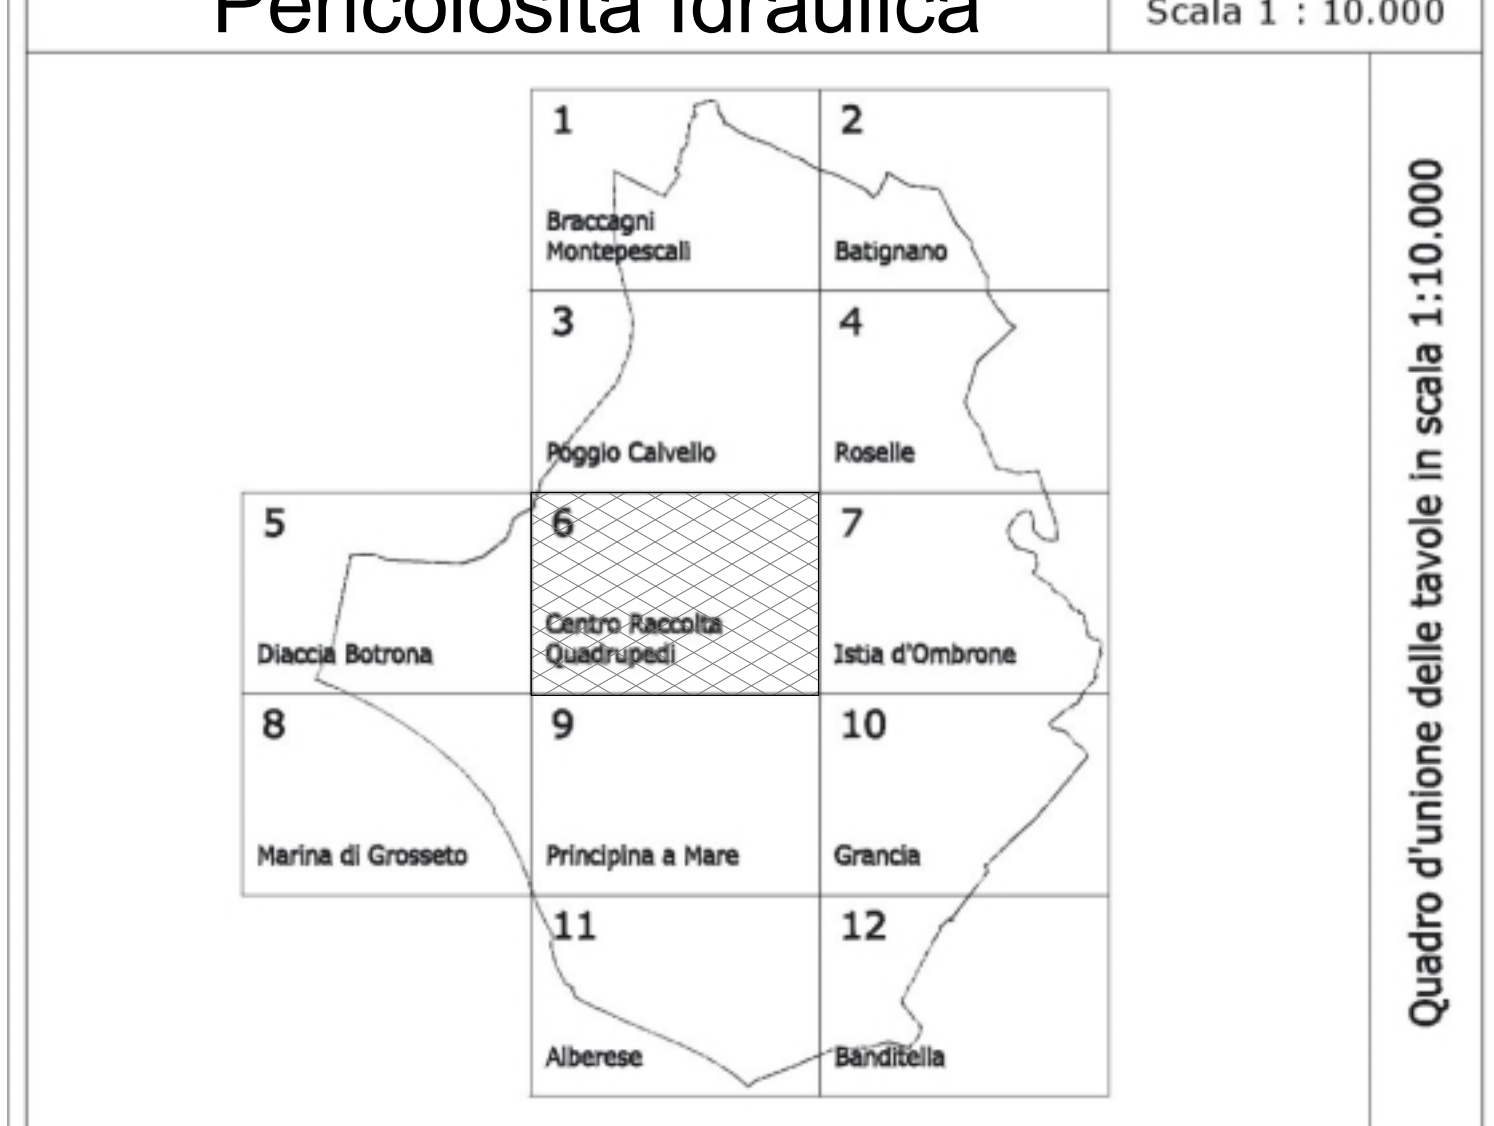 Pericolosità Idraulica
Scala 1 : 10.000
1
Braccagni
Montepescali
2
Batignano
3
Poggio Calvello
4
Roselle
5
Diaccia Botrona
6
Centro Raccolta
Quadrupedi
7
Istia d'Ombrone
8
Marina di Grosseto
9
Principina a Mare
10
Grancia
11
Alberese
12
Banditella
Quadro d'unione delle tavole in scala 1:10.000